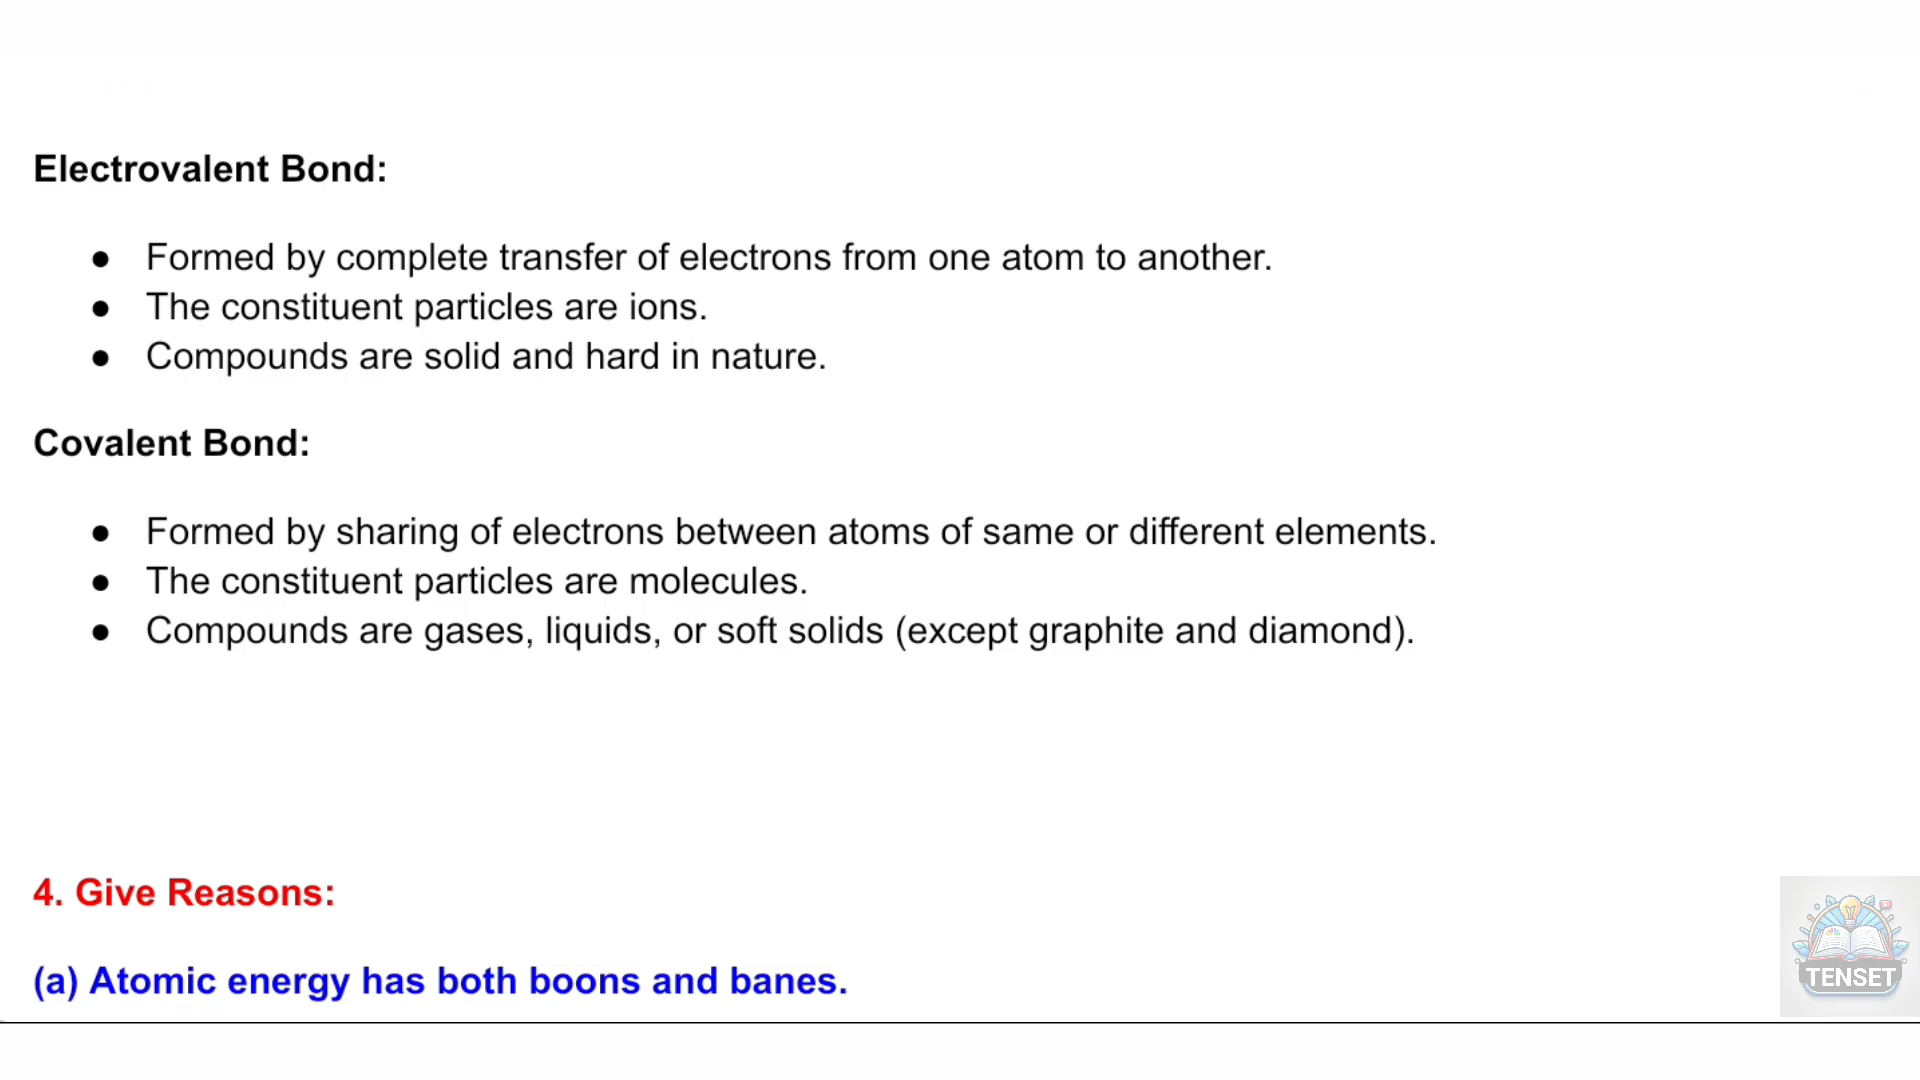 Electrovalent Bond:
● Formed by complete transfer of electrons from one atom to another.
● The constituent particles are ions.
● Compounds are solid and hard in nature.
Covalent Bond:
● Formed by sharing of electrons between atoms of same or different elements.
● The constituent particles are molecules.
● Compounds are gases, liquids, or soft solids (except graphite and diamond).
4. Give Reasons:
(a) Atomic energy has both boons and banes.
TENSET